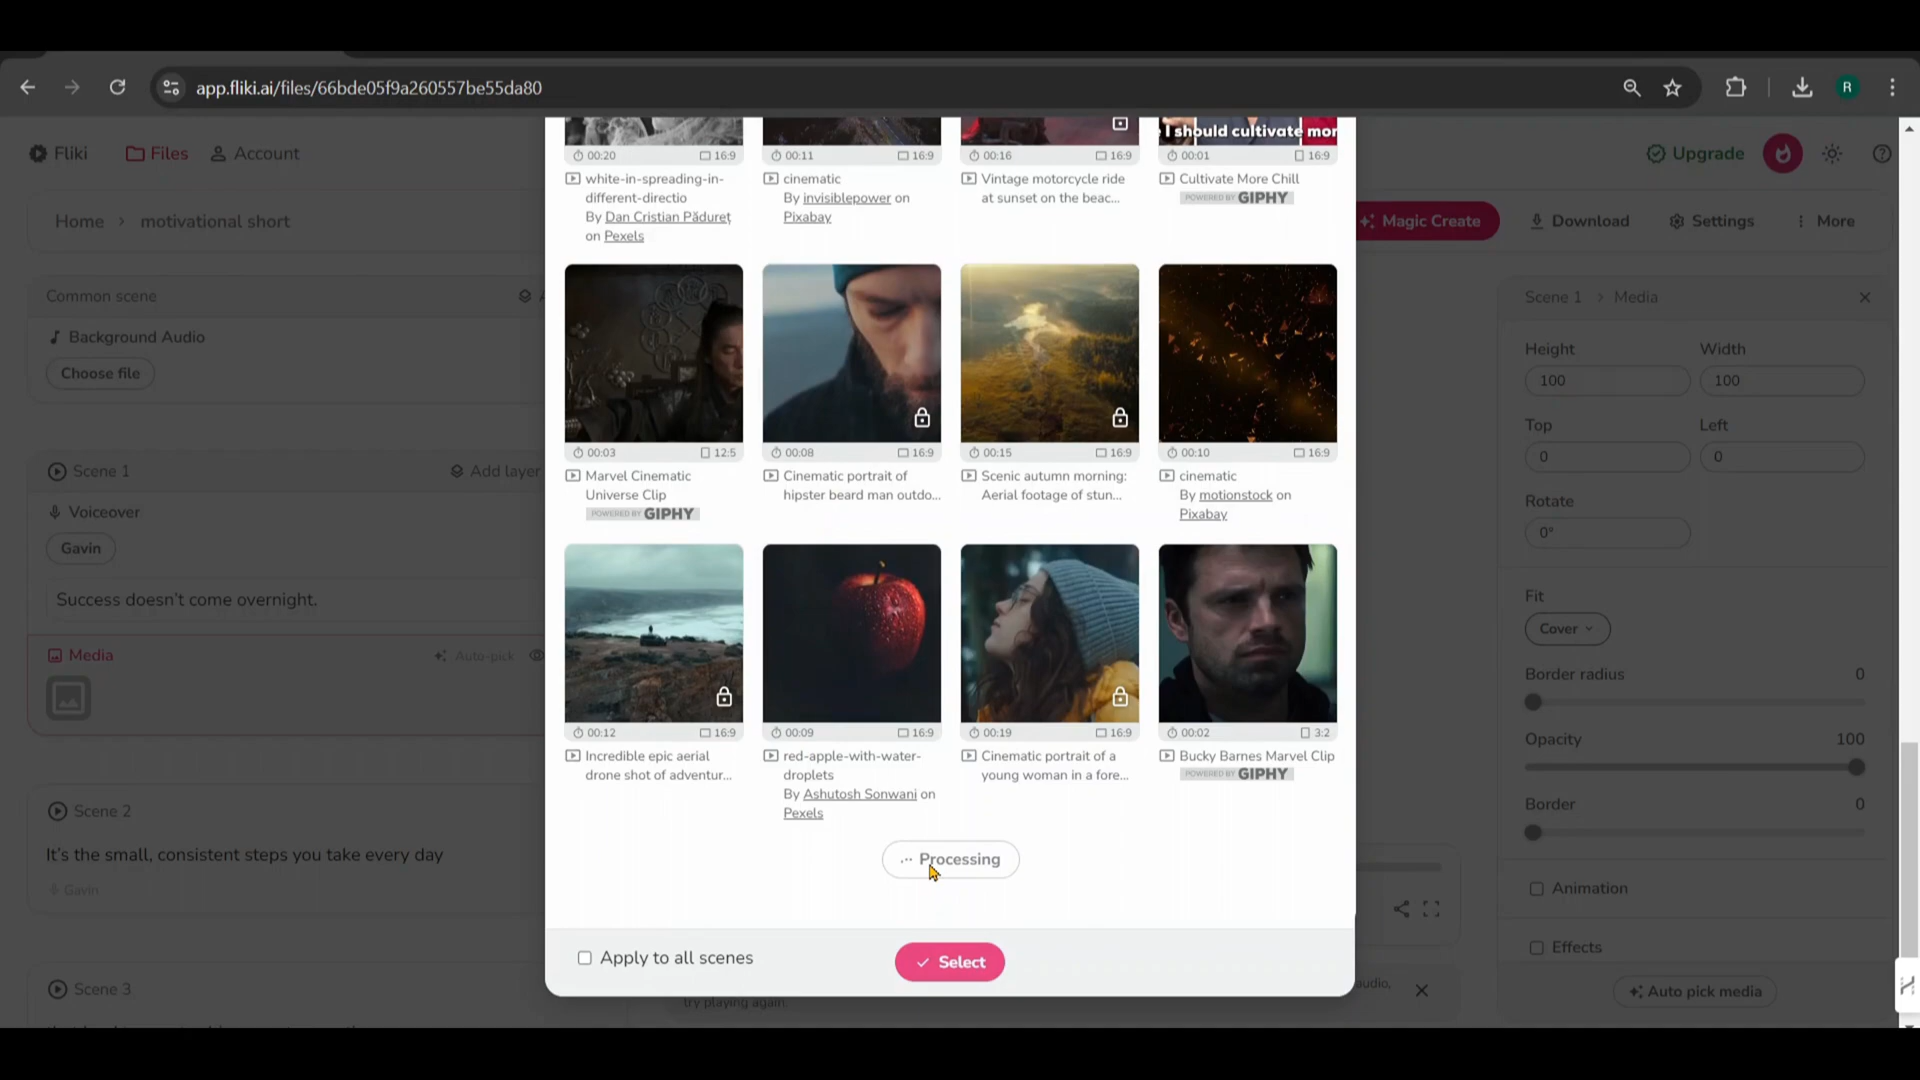 app.fliki.ai/files/66bde05f9a260557be55da80
R
Fliki
Files
Account
Upgrade
Home > motivational short
Magic Create
Download
Settings
More
I should cultivate mor
00:20 16:9
00:11 16:9
00:16 16:9
00:01 16:9
white-in-spreading-in-
different-directio
By Dan Cristian Pădureț
on Pexels
cinematic
By invisiblepower on
Pixabay
Vintage motorcycle ride
at sunset on the beac...
Cultivate More Chill
POWERED BY GIPHY
Common scene
Background Audio
Choose file
Scene 1
Add layer
Voiceover
Gavin
Success doesn't come overnight.
Media
Auto-pick
Scene 2
It's the small, consistent steps you take every day
Gavin
Scene 3
00:03 12:5
00:08 16:9
00:15 16:9
00:10 16:9
Marvel Cinematic
Universe Clip
POWERED BY GIPHY
Cinematic portrait of
hipster beard man outdo...
Scenic autumn morning:
Aerial footage of stun...
cinematic
By motionstock on
Pixabay
00:12 16:9
00:09 16:9
00:19 16:9
00:02 3:2
Incredible epic aerial
drone shot of adventur...
red-apple-with-water-
droplets
By Ashutosh Sonwani on
Pexels
Cinematic portrait of a
young woman in a fore...
Bucky Barnes Marvel Clip
POWERED BY GIPHY
Processing
Apply to all scenes
Select
audio,
try playing again.
Scene 1 > Media
Height
Width
100
100
Top
Left
0
0
Rotate
0°
Fit
Cover
Border radius 0
Opacity 100
Border 0
Animation
Effects
Auto pick media